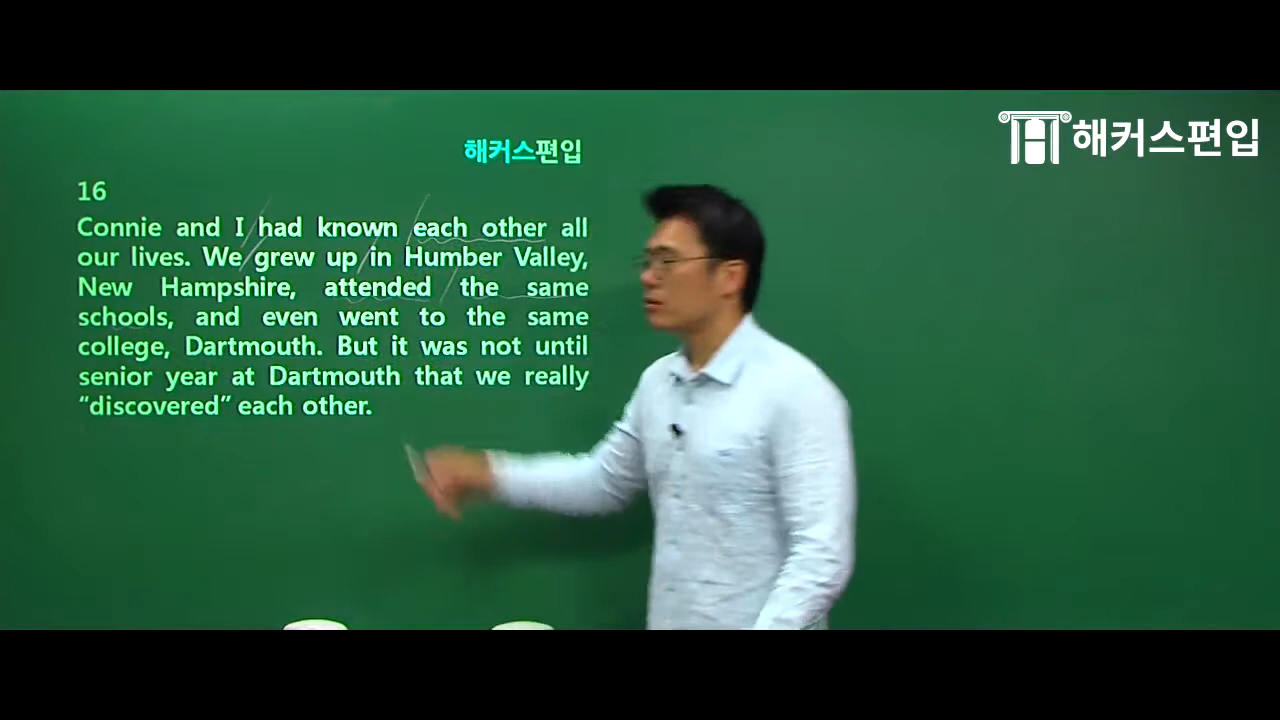 해커스편입
해커스편입
16
Connie and I had known each other all
our lives. We grew up in Humber Valley,
New Hampshire, attended the same
schools, and even went to the same
college, Dartmouth. But it was not until
senior year at Dartmouth that we really
“discovered” each other.